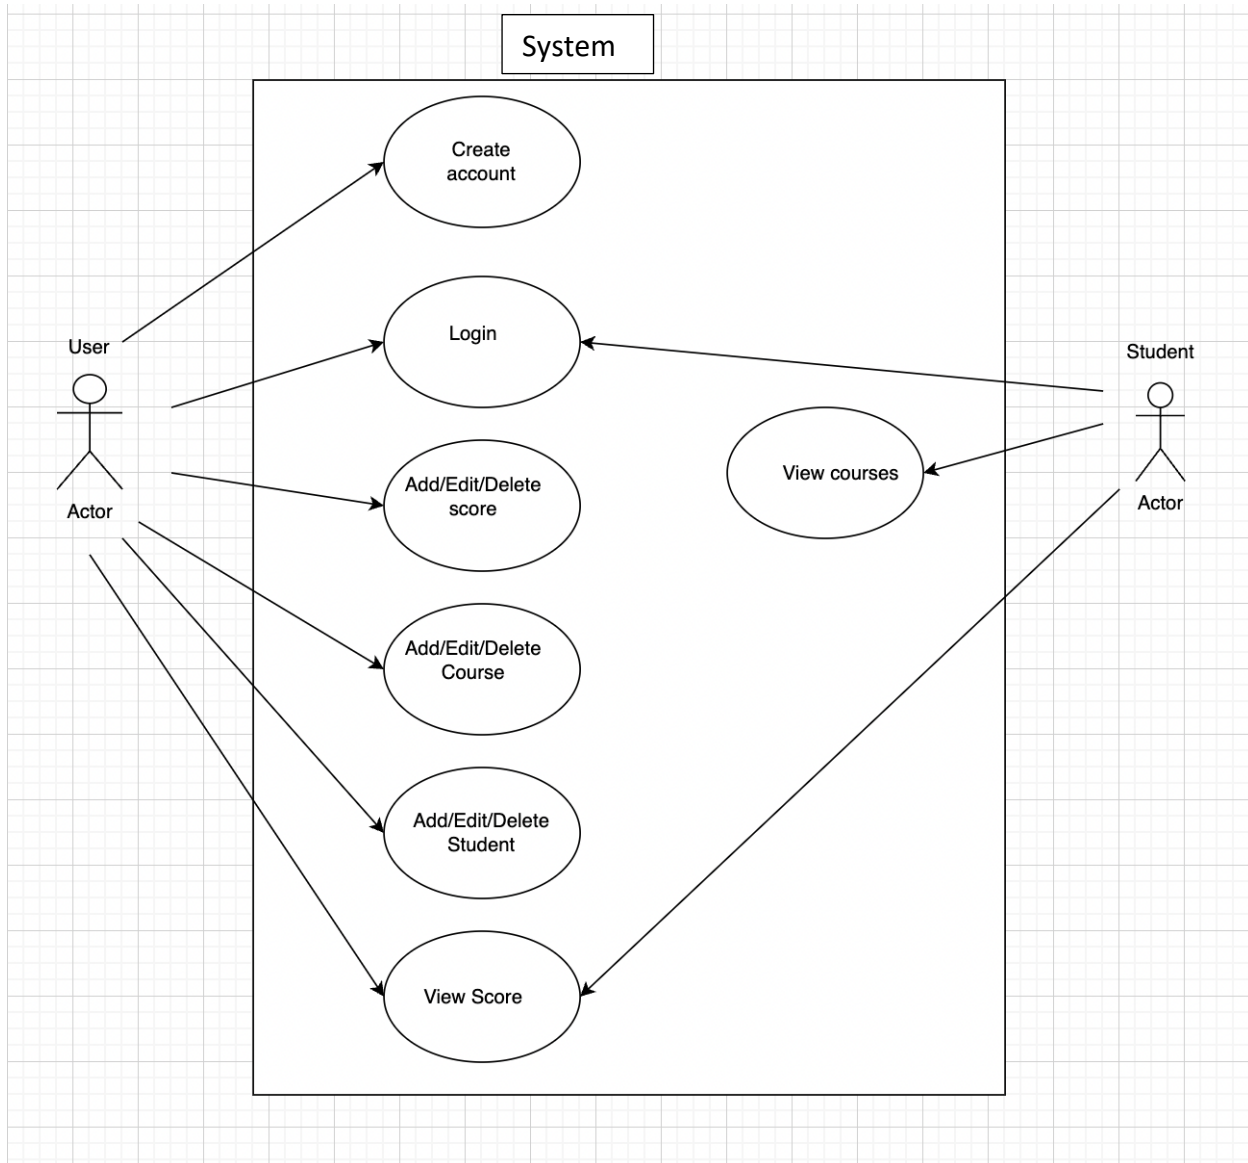 System
Create
account
Login
User
Student
Add/Edit/Delete
score
View courses
Actor
Actor
Add/Edit/Delete
Course
Add/Edit/Delete
Student
View Score